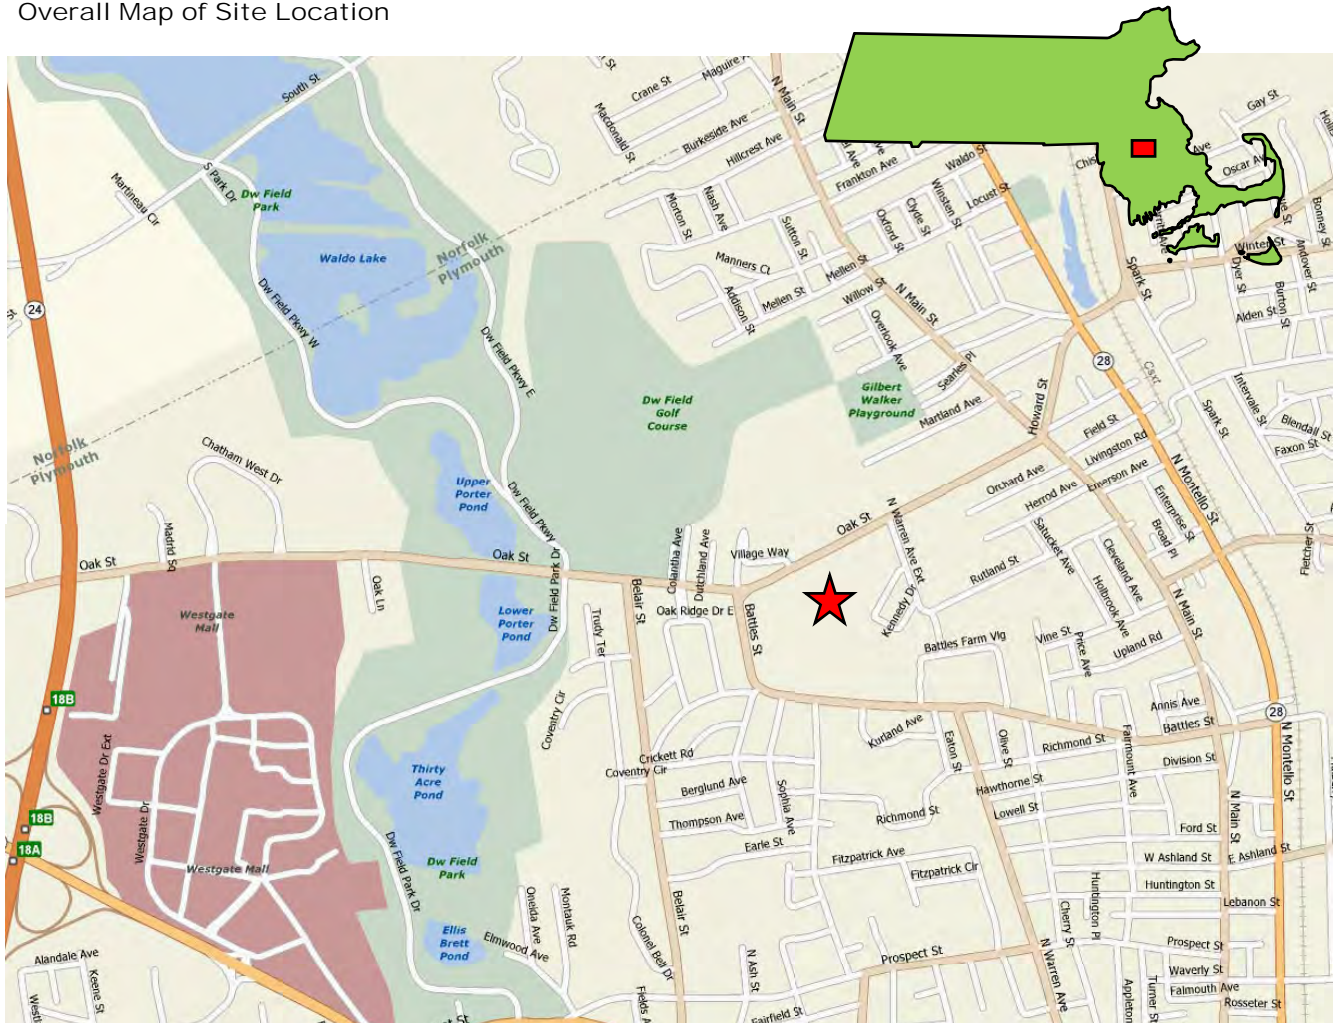 Overall Map of Site Location
South St
Crane St
Maguire A
Macdonald St
Burkeside Ave
Hillcrest Ave
N Main St
Gay St
Oscar Av
Ave
Chis
Waldo S
Frankton Ave
Locust St
Winsten St
Clyde St
Oxford St
Martineau Cir
S Park Dr
Dw Field
Park
Morton St
Nash Ave
Sutton St
Manners Ct
Mellen St
Addison St
Mellen St
Willow St
N Main St
Overlook Ave
Searles Pl
Martland Ave
Spark St
Winter St
Dyer St
Burton St
Andover St
Bonney St
Alden St
Waldo Lake
Norfolk
Plymouth
24
Dw Field Pkwy W
Dw Field Pkwy E
Dw Field
Golf
Course
Gilbert
Walker
Playground
28
Csxt
Howard St
Intervale St
Spark St
Blendall St
Faxon St
Norfolk
Plymouth
Chatham West Dr
Madrid Sq
Upper
Porter
Pond
Dw Field Pkwy
Field St
Livingston Rd
Emerson Ave
Orchard Ave
Herrod Ave
N Montello St
Enterprise St
Broad Pl
Fletcher St
Oak St
Oak St
Oak St
Colantha Ave
Dutchland Ave
Village Way
N Warren Ave Ext
Kennedy Dr
Rutland St
Satucket Ave
Cleveland Ave
Holbrook Ave
N Main St
Oak Ln
Westgate
Mall
Lower
Porter
Pond
Dw Field Park Dr
Trudy Ter
Belair St
Oak Ridge Dr E
Battles St
Battles Farm Vlg
Vine St
Price Ave
Upland Rd
18B
Coventry Cir
Kurland Ave
Eaton St
Olive St
Annis Ave
Battles St
28
Richmond St
Fairmount Ave
Division St
N Montello St
Westgate Dr Ext
Westgate Dr
Thirty
Acre
Pond
Crickett Rd
Coventry Cir
Berglund Ave
Sophia Ave
Thompson Ave
Earle St
Richmond St
Hawthorne St
Lowell St
Ford St
N Main St
18B
18A
Westgate Mall
Dw Field Park Dr
Dw Field
Park
Fitzpatrick Ave
Fitzpatrick Cir
W Ashland St
E Ashland St
Huntington St
Huntington Pl
Lebanon St
Cherry St
Oneida Ave
Montauk Rd
Elmwood Ave
Ellis
Brett
Pond
Belair St
Colonel Bell Dr
N Ash St
Prospect St
N Warren Ave
Prospect St
Waverly St
Falmouth Ave
Rosseter St
Turner St
Appleton
Alandale Ave
Keene St
Westl
Fields A
Fairfield St